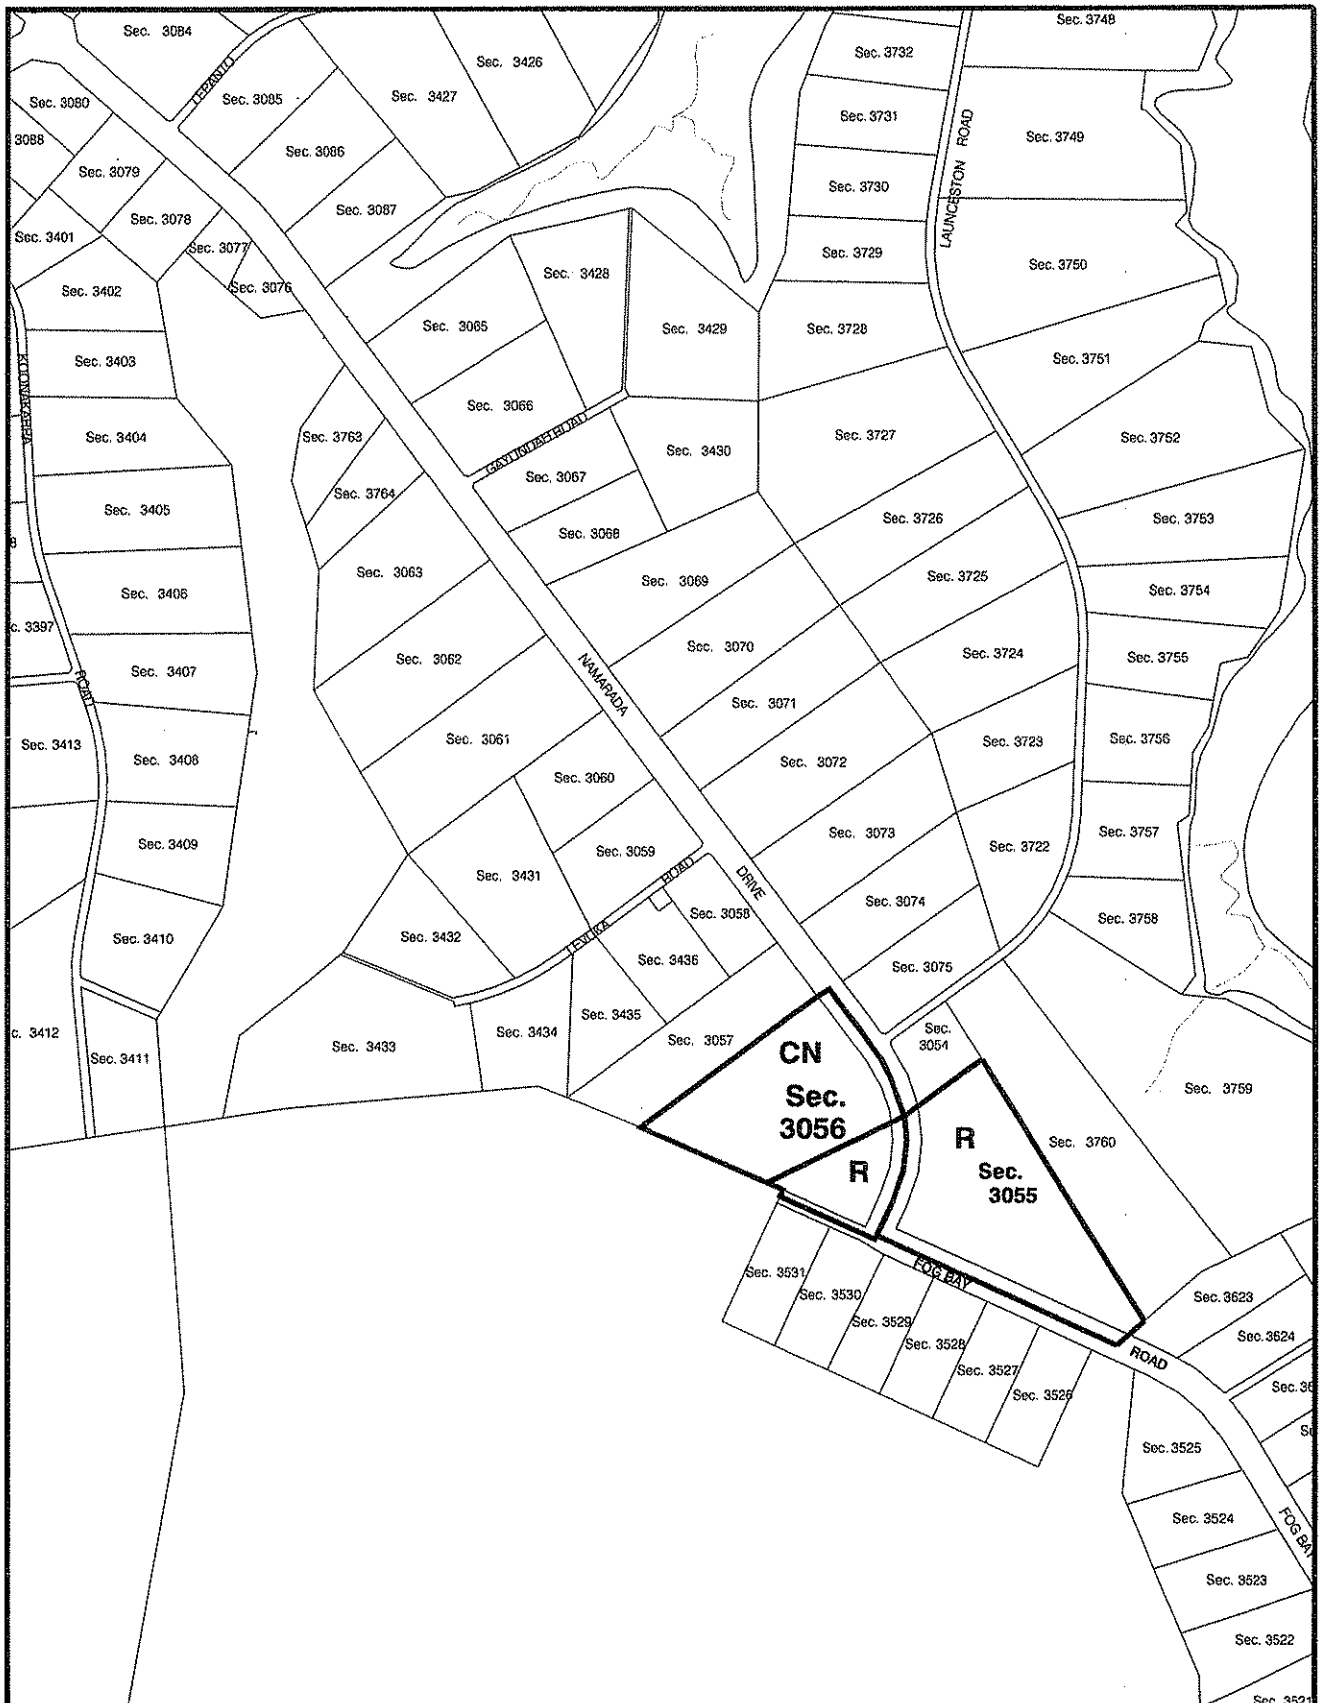 Sec. 3084
Sec. 3426
Sec. 3748
Sec. 3732
LEPANTO
Sec. 3085
Sec. 3427
Sec. 3080
Sec. 3731
LAUNCESTON ROAD
Sec. 3749
3088
Sec. 3079
Sec. 3086
Sec. 3730
Sec. 3087
Sec. 3078
Sec. 3401
Sec. 3077
Sec. 3729
Sec. 3750
Sec. 3428
Sec. 3402
Sec. 3076
Sec. 3065
Sec. 3429
Sec. 3728
Sec. 3403
Sec. 3751
Sec. 3066
Sec. 3404
Sec. 3763
GAYUNDAH ROAD
Sec. 3430
Sec. 3727
Sec. 3752
Sec. 3067
Sec. 3764
Sec. 3405
Sec. 3068
Sec. 3726
Sec. 3753
Sec. 3063
Sec. 3069
Sec. 3725
Sec. 3406
Sec. 3754
c. 3397
Sec. 3062
Sec. 3070
Sec. 3724
Sec. 3755
Sec. 3407
NAMARADA
ROAD
Sec. 3071
Sec. 3413
Sec. 3061
Sec. 3723
Sec. 3756
Sec. 3408
Sec. 3060
Sec. 3072
Sec. 3073
Sec. 3757
Sec. 3409
Sec. 3059
Sec. 3722
Sec. 3431
ROAD
DRIVE
Sec. 3074
Sec. 3058
Sec. 3758
Sec. 3410
Sec. 3432
LEVUKA
Sec. 3436
Sec. 3075
Sec. 3435
c. 3412
Sec. 3434
Sec. 3411
Sec. 3433
Sec. 3057
Sec.
3054
CN
Sec.
3056
Sec. 3759
R
Sec. 3760
R
Sec.
3055
Sec. 3531
FOG BAY
Sec. 3530
Sec. 3623
Sec. 3529
Sec. 3528
Sec. 3624
Sec. 3527
ROAD
Sec. 3526
Sec. 36
Sec. 3525
Sec. 3524
FOG BAY
Sec. 3523
Sec. 3522
Sec. 3521